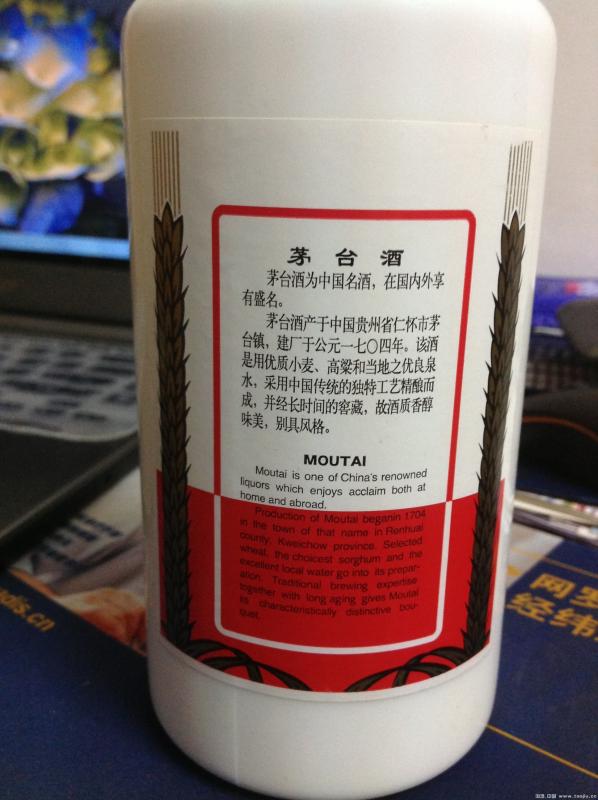 茅台酒
茅台酒为中国名酒，在国内外享
有盛名。
茅台酒产于中国贵州省仁怀市茅
台镇，建厂于公元一七〇四年。该酒
是用优质小麦、高粱和当地之优良泉
水，采用中国传统的独特工艺精酿而
成，并经长时间的窖藏，故酒质香醇
味美，别具风格。
MOUTAI
Moutai is one of China's renowned
liquors which enjoys acclaim both at
home and abroad.
Production of Moutai beganin 1704
in the town of that name in Renhuai
county, Kweichow province. Selected
wheat, the choicest sorghum and the
excellent local water go into its prepar-
ation. Traditional brewing expertise
together with long aging gives Moutai
its characteristically distinctive bou-
quet.
网罗
经纬
adis.cn